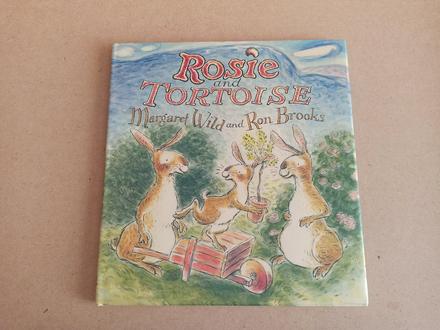 Rosie
and
TORTOISE
Margaret Wild and Ron Brooks